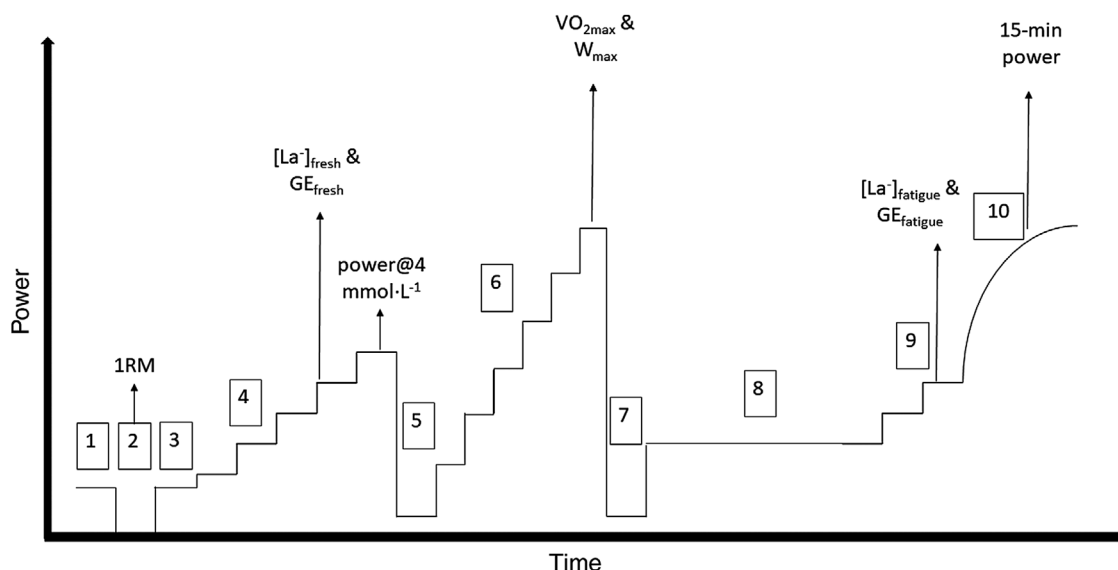 VO₂max &
Wmax
15-min
power
[La⁻]fresh &
GEfresh
[La⁻]fatigue &
GEfatigue
10
power@4
mmol·L⁻¹
6
9
1RM
4
8
5
7
1 2 3
Power
Time